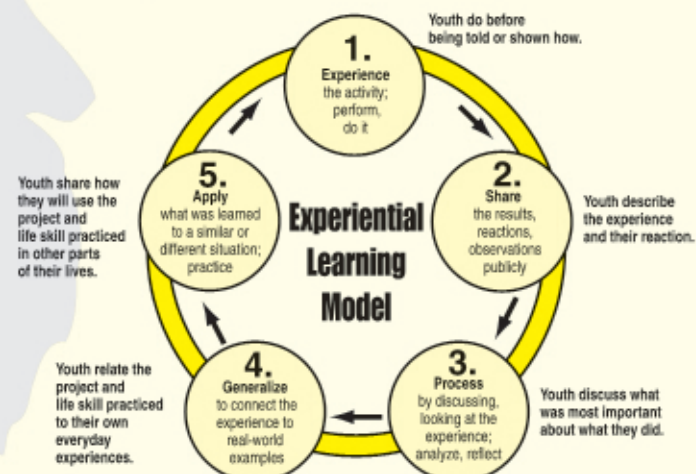 Youth do before
being told or shown how.
1.
Experience
the activity;
perform,
do it
2.
Share
the results,
reactions,
observations
publicly
Youth describe
the experience
and their reaction.
3.
Process
by discussing,
looking at the
experience;
analyze, reflect
Youth discuss what
was most important
about what they did.
4.
Generalize
to connect the
experience to
real-world
examples
Youth relate the
project and
life skill practiced
to their own
everyday
experiences.
5.
Apply
what was learned
to a similar or
different situation;
practice
Youth share how
they will use the
project and
life skill practiced
in other parts
of their lives.
Experiential
Learning
Model